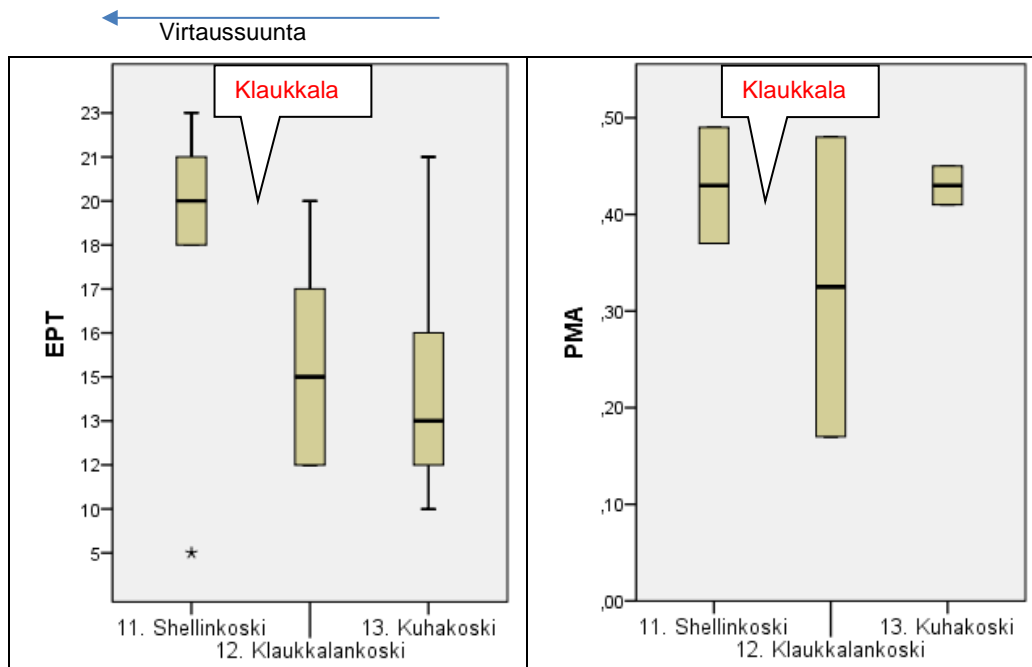 Virtaussuunta
Klaukkala
EPT
23
21
20
18
17
16
15
13
12
10
5
11. Shellinkoski
13. Kuhakoski
12. Klaukkalankoski
Klaukkala
PMA
,50
,40
,30
,20
,10
,00
11. Shellinkoski
13. Kuhakoski
12. Klaukkalankoski